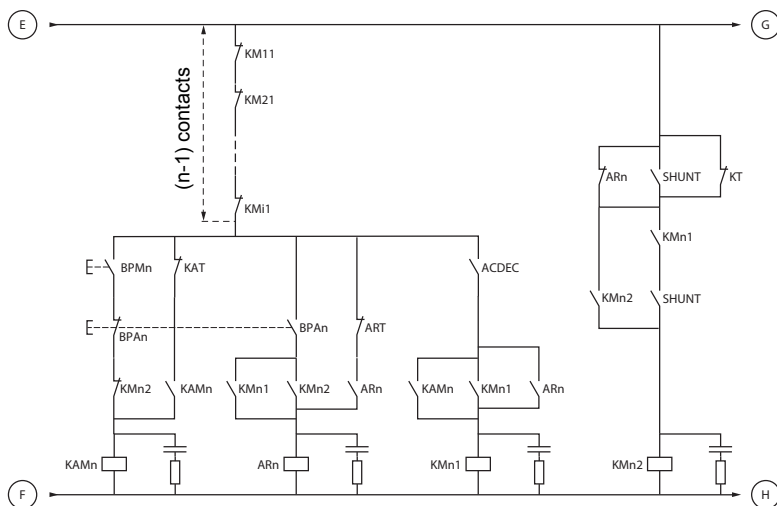 E G
KM11
KM21
(n-1) contacts
ARn SHUNT KT
KMi1
KMn1
BPMn KAT ACDEC
KMn2 SHUNT
BPAn BPAn ART
KMn2 KAMn KMn1 KMn2 ARn KAMn KMn1 ARn
KAMn ARn KMn1 KMn2
F H